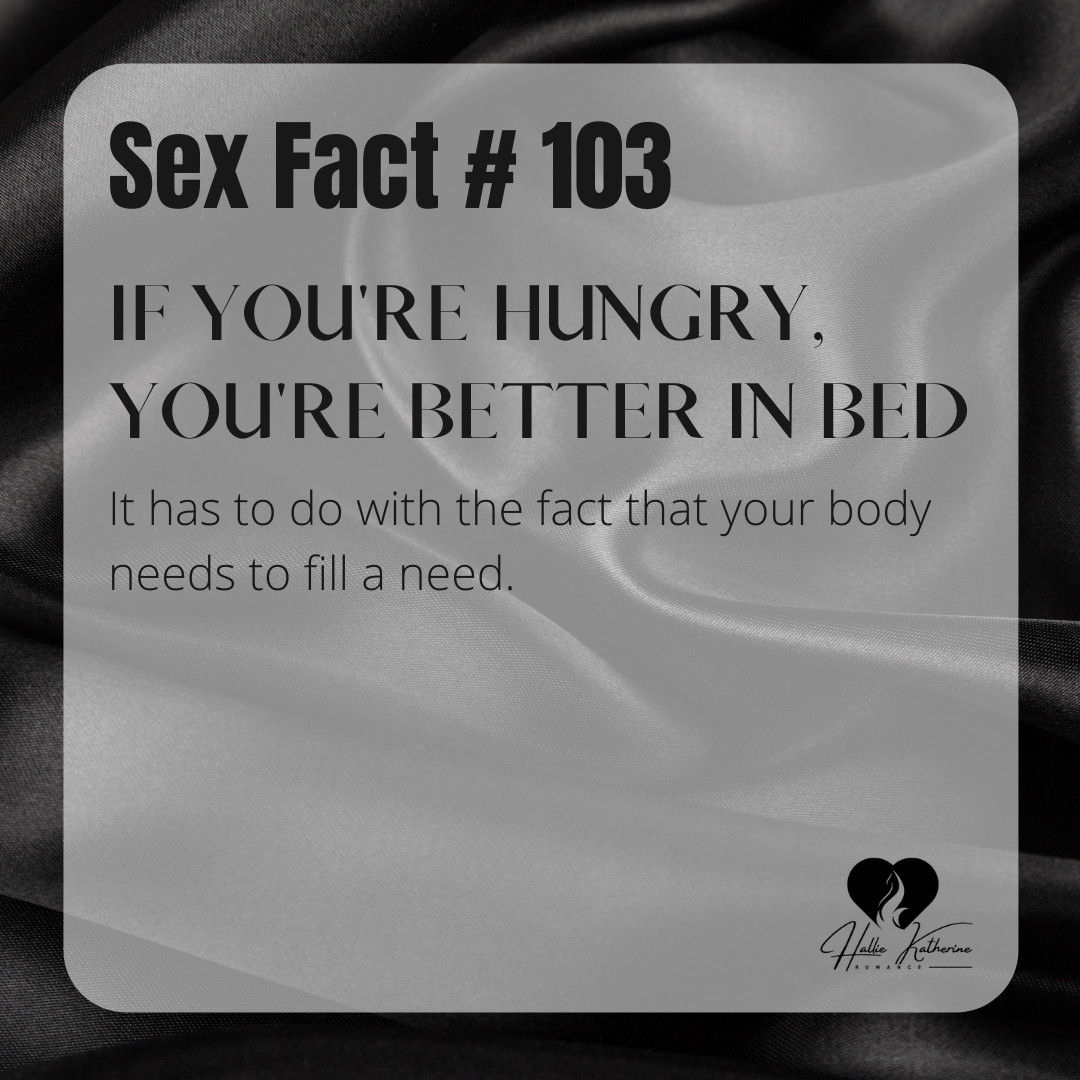 Sex Fact # 103
IF YOU'RE HUNGRY,
YOU'RE BETTER IN BED
It has to do with the fact that your body
needs to fill a need.
Hallie Katherine
ROMANCE